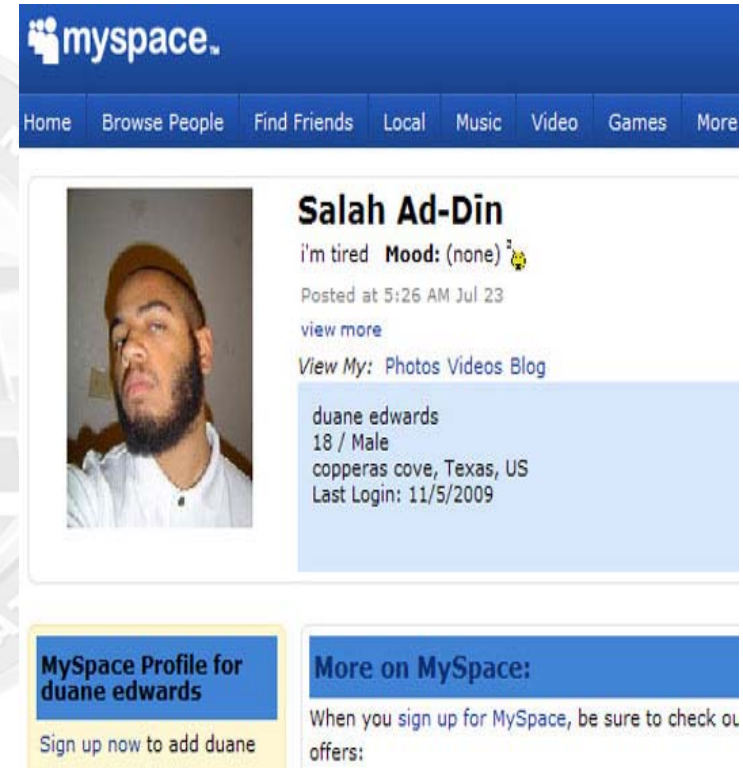 myspace™
Home Browse People Find Friends Local Music Video Games More
Salah Ad-Dīn
i'm tired Mood: (none)
Posted at 5:26 AM Jul 23
view more
View My: Photos Videos Blog
duane edwards
18 / Male
copperas cove, Texas, US
Last Login: 11/5/2009
MySpace Profile for
duane edwards
Sign up now to add duane
More on MySpace:
When you sign up for MySpace, be sure to check ou
offers: